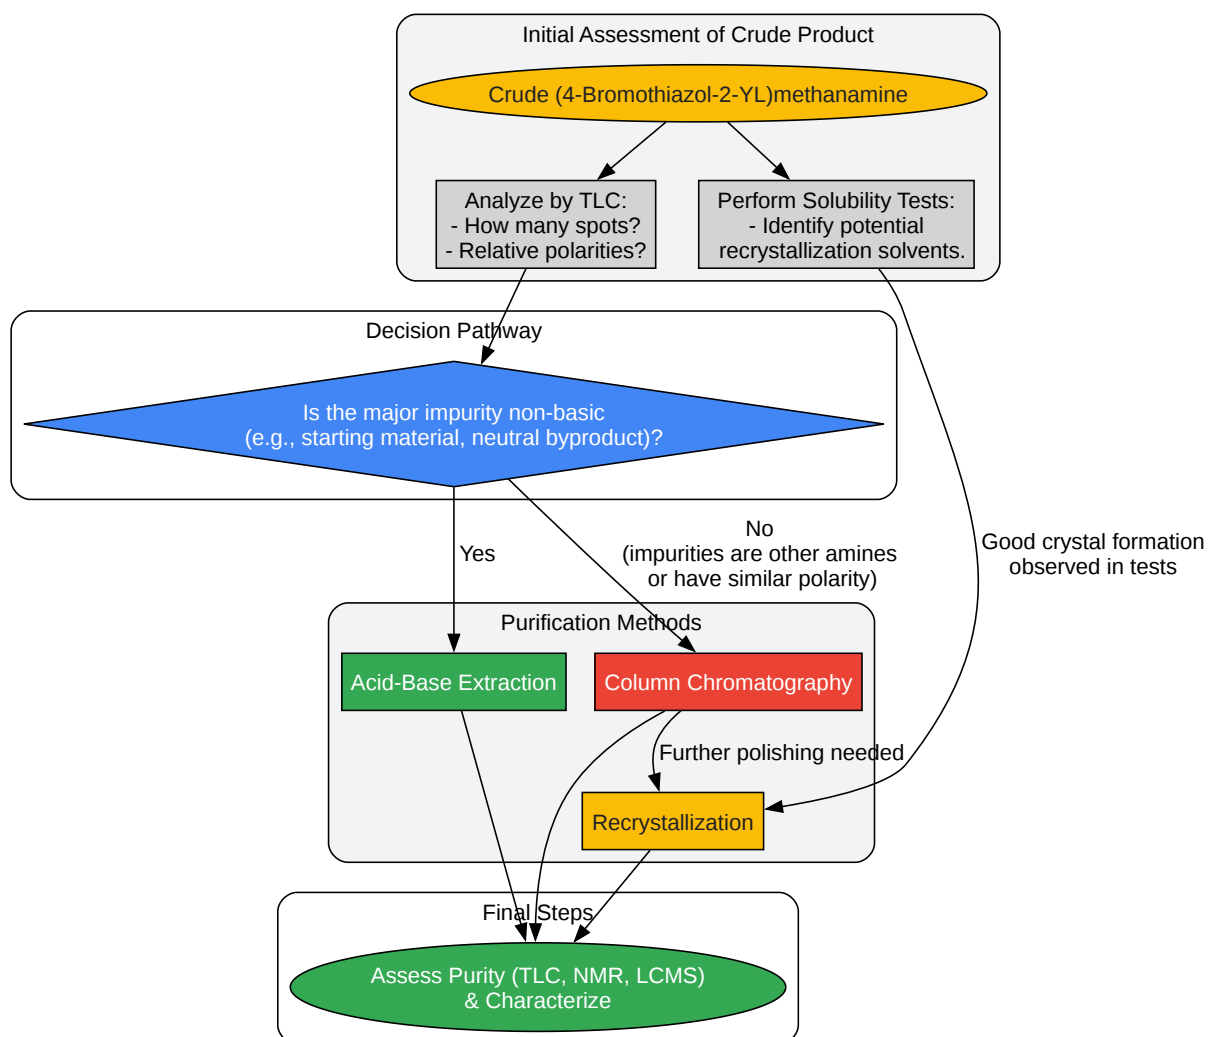 Initial Assessment of Crude Product
Crude (4-Bromothiazol-2-YL)methanamine
Analyze by TLC:
- How many spots?
- Relative polarities?
Perform Solubility Tests:
- Identify potential
recrystallization solvents.
Decision Pathway
Is the major impurity non-basic
(e.g., starting material, neutral byproduct)?
Yes
No
(impurities are other amines
or have similar polarity)
Good crystal formation
observed in tests
Purification Methods
Acid-Base Extraction
Column Chromatography
Further polishing needed
Recrystallization
Final Steps
Assess Purity (TLC, NMR, LCMS)
& Characterize